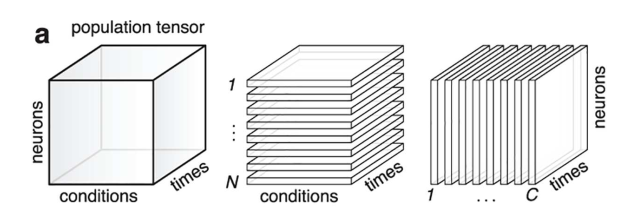 a
population tensor
neurons
conditions
times
1
⋮
N
conditions
times
1
...
C
times
neurons